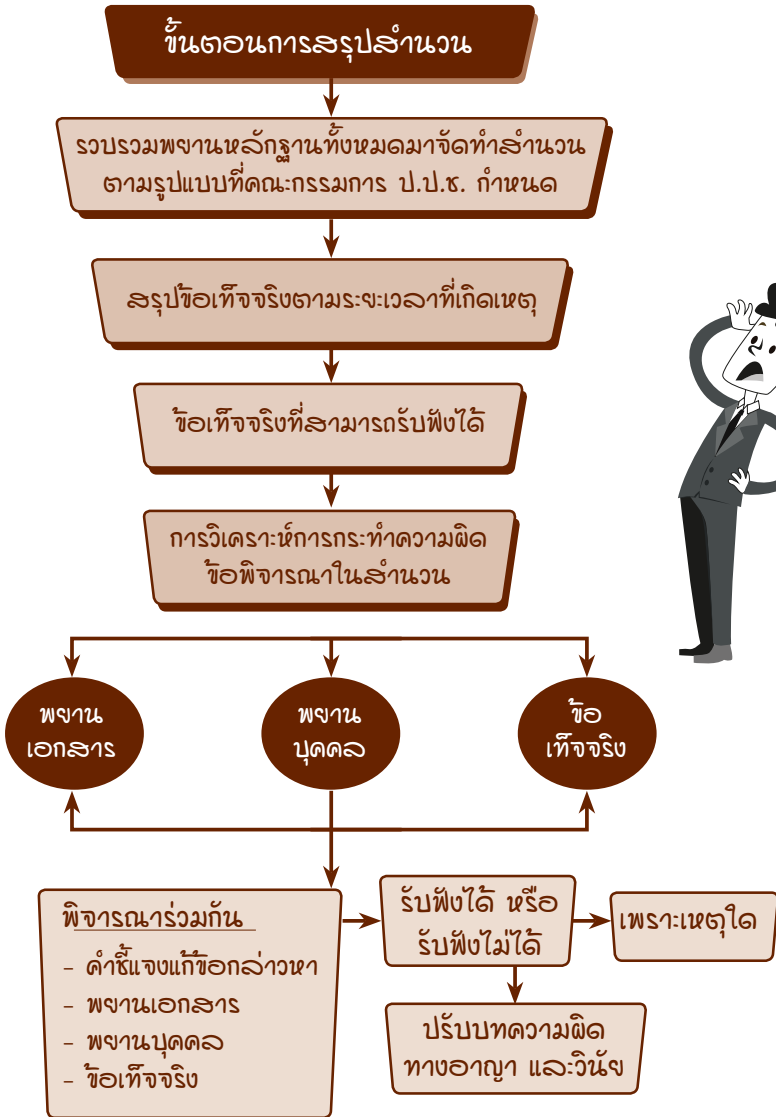 ขั้นตอนการสรุปสำนวน
รวบรวมพยานหลักฐานทั้งหมดมาจัดทำสำนวน
ตามรูปแบบที่คณะกรรมการ ป.ป.ช. กำหนด
สรุปข้อเท็จจริงตามระยะเวลาที่เกิดเหตุ
ข้อเท็จจริงที่สามารถรับฟังได้
การวิเคราะห์การกระทำความผิด
ข้อพิจารณาในสำนวน
พยาน
เอกสาร
พยาน
บุคคล
ข้อ
เท็จจริง
พิจารณาร่วมกัน
- คำชี้แจงแก้ข้อกล่าวหา
- พยานเอกสาร
- พยานบุคคล
- ข้อเท็จจริง
รับฟังได้ หรือ
รับฟังไม่ได้
เพราะเหตุใด
ปรับบทความผิด
ทางอาญา และวินัย